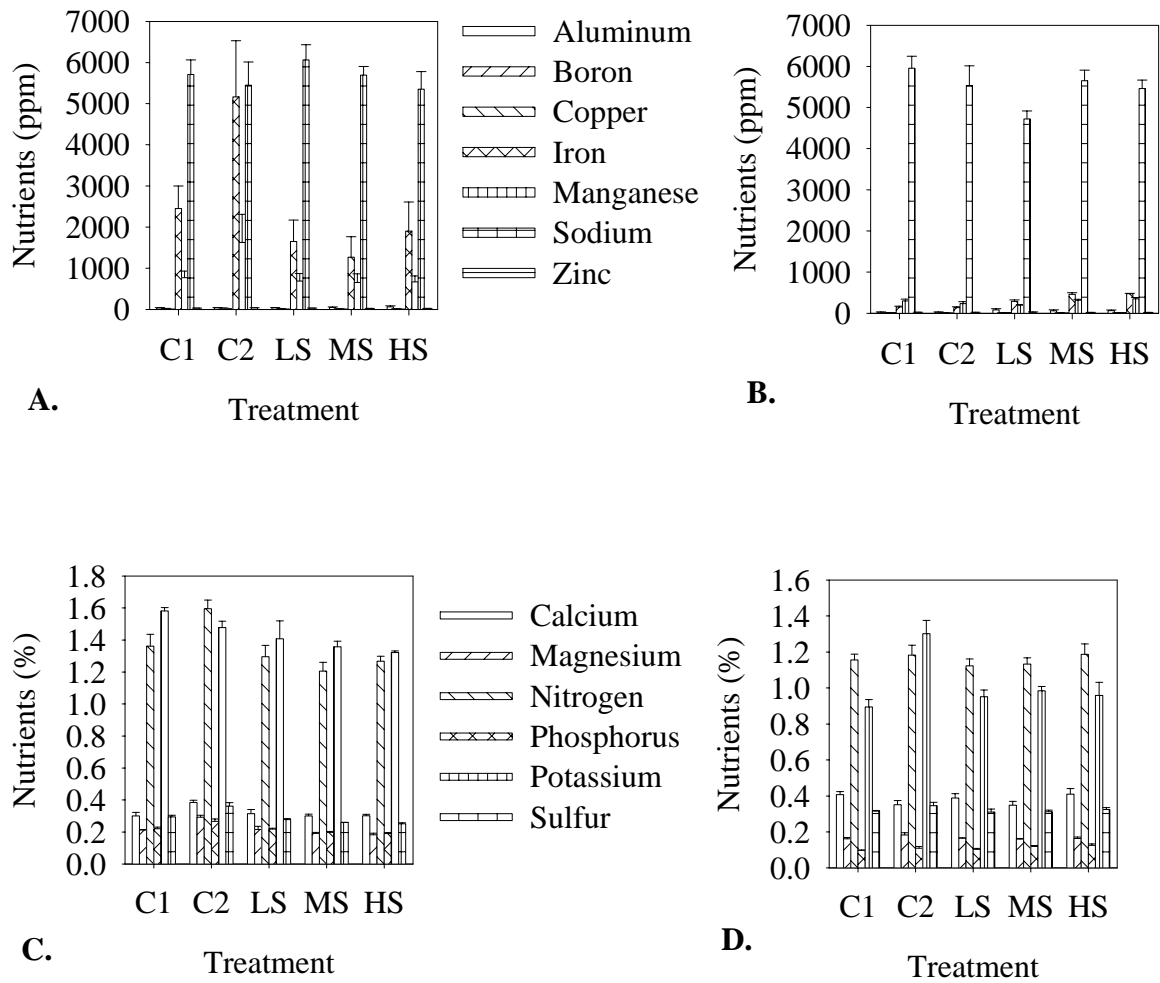 7000
6000
5000
4000
3000
2000
1000
0
Nutrients (ppm)
C1 C2 LS MS HS
Treatment
A.
Aluminum
Boron
Copper
Iron
Manganese
Sodium
Zinc
7000
6000
5000
4000
3000
2000
1000
0
Nutrients (ppm)
C1 C2 LS MS HS
Treatment
B.
1.8
1.6
1.4
1.2
1.0
0.8
0.6
0.4
0.2
0.0
Nutrients (%)
C1 C2 LS MS HS
Treatment
C.
Calcium
Magnesium
Nitrogen
Phosphorus
Potassium
Sulfur
1.6
1.4
1.2
1.0
0.8
0.6
0.4
0.2
0.0
Nutrients (%)
C1 C2 LS MS HS
Treatment
D.